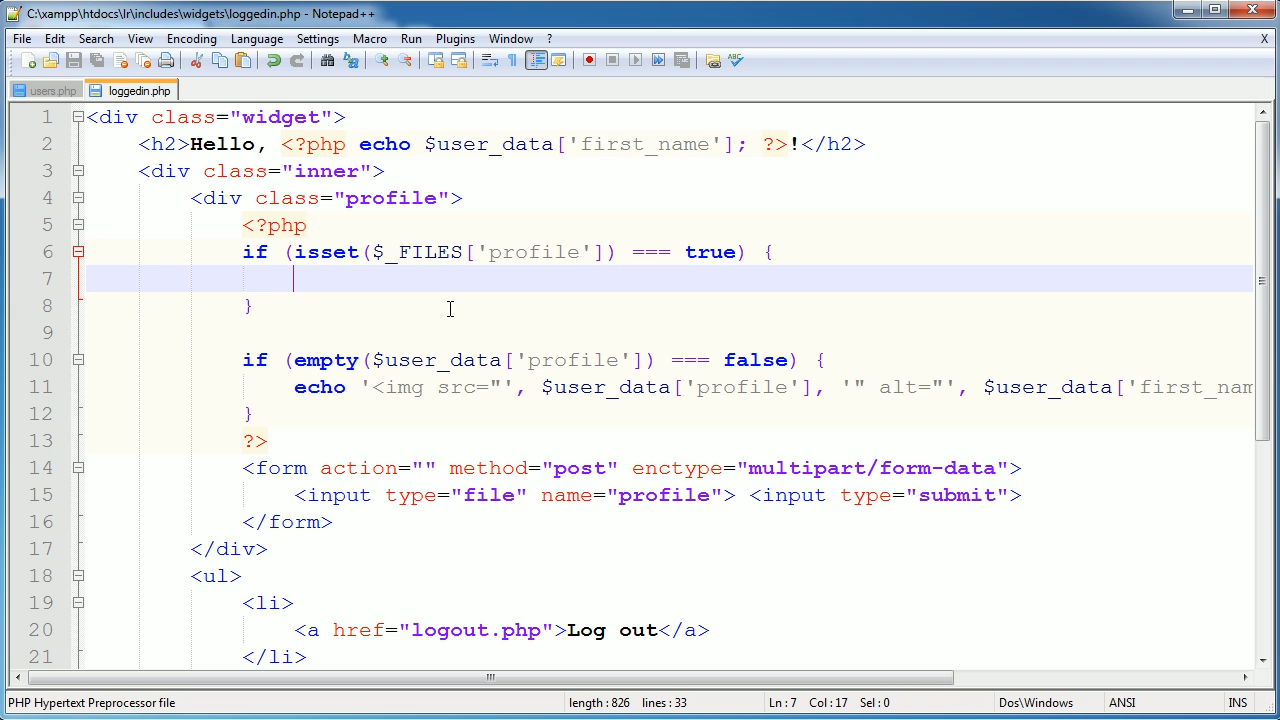 C:\xampp\htdocs\lr\includes\widgets\loggedin.php - Notepad++
File Edit Search View Encoding Language Settings Macro Run Plugins Window ? X
users.php loggedin.php
1 <div class="widget">
2 <h2>Hello, <?php echo $user_data['first_name']; ?>!</h2>
3 <div class="inner">
4 <div class="profile">
5 <?php
6 if (isset($_FILES['profile']) === true) {
7
8 }
9
10 if (empty($user_data['profile']) === false) {
11 echo '<img src="', $user_data['profile'], '" alt="', $user_data['first_nam
12 }
13 ?>
14 <form action="" method="post" enctype="multipart/form-data">
15 <input type="file" name="profile"> <input type="submit">
16 </form>
17 </div>
18 <ul>
19 <li>
20 <a href="logout.php">Log out</a>
21 </li>
PHP Hypertext Preprocessor file length : 826 lines : 33 Ln : 7 Col : 17 Sel : 0 Dos\Windows ANSI INS